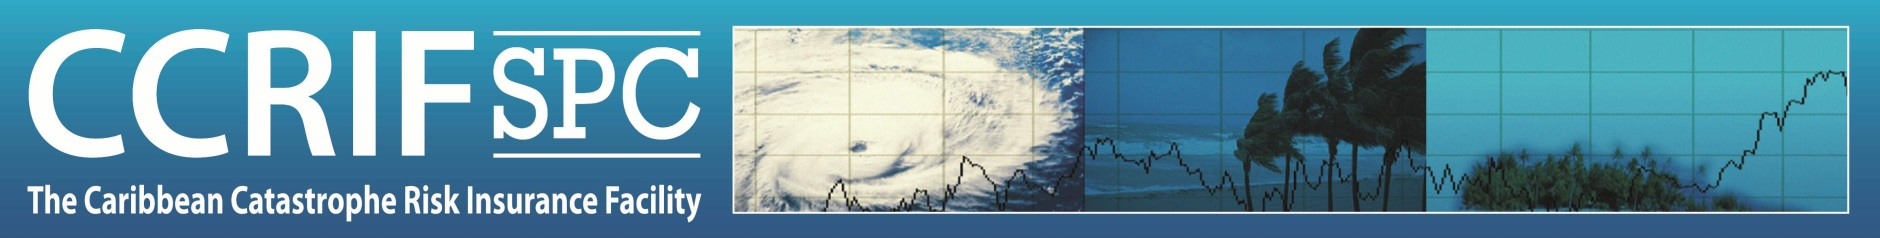 CCRIF SPC
The Caribbean Catastrophe Risk Insurance Facility